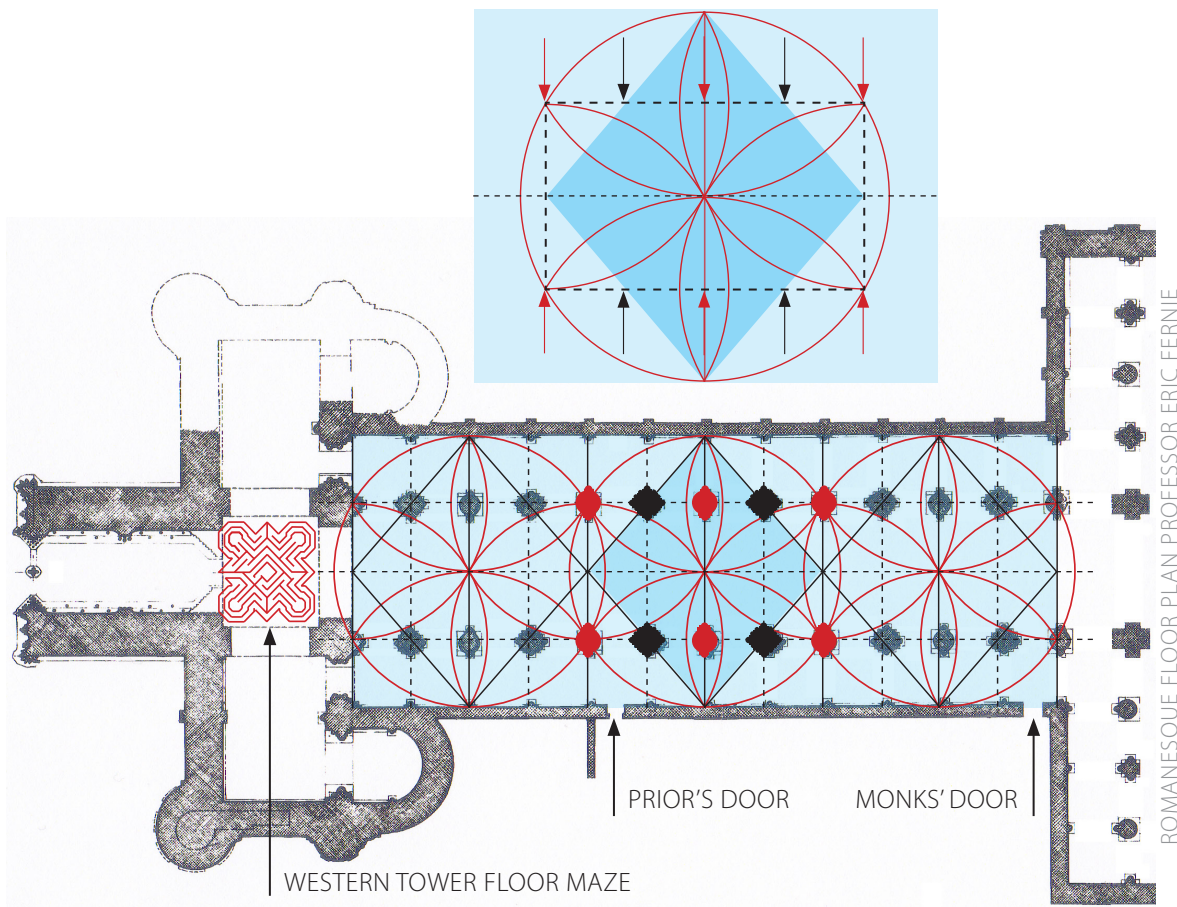 PRIOR'S DOOR
MONKS' DOOR
WESTERN TOWER FLOOR MAZE
ROMANESQUE FLOOR PLAN PROFESSOR ERIC FERNIE